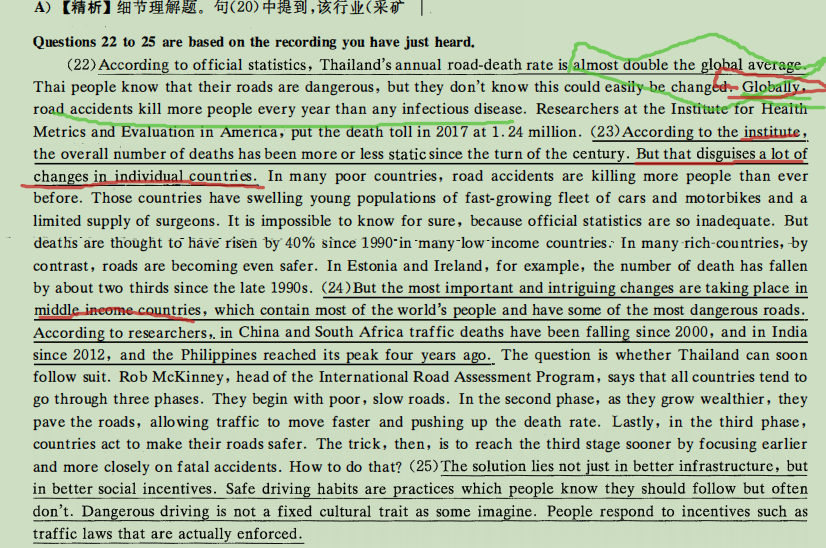 A)【精析】细节理解题。句(20)中提到,该行业(采矿
Questions 22 to 25 are based on the recording you have just heard.
(22)According to official statistics, Thailand's annual road-death rate is almost double the global average.
Thai people know that their roads are dangerous, but they don't know this could easily be changed. Globally,
road accidents kill more people every year than any infectious disease. Researchers at the Institute for Health
Metrics and Evaluation in America, put the death toll in 2017 at 1.24 million. (23)According to the institute,
the overall number of deaths has been more or less static since the turn of the century. But that disguises a lot of
changes in individual countries. In many poor countries, road accidents are killing more people than ever
before. Those countries have swelling young populations of fast-growing fleet of cars and motorbikes and a
limited supply of surgeons. It is impossible to know for sure, because official statistics are so inadequate. But
deaths are thought to have risen by 40% since 1990 in many low-income countries. In many rich-countries, by
contrast, roads are becoming even safer. In Estonia and Ireland, for example, the number of death has fallen
by about two thirds since the late 1990s. (24)But the most important and intriguing changes are taking place in
middle income countries, which contain most of the world's people and have some of the most dangerous roads.
According to researchers, in China and South Africa traffic deaths have been falling since 2000, and in India
since 2012, and the Philippines reached its peak four years ago. The question is whether Thailand can soon
follow suit. Rob McKinney, head of the International Road Assessment Program, says that all countries tend to
go through three phases. They begin with poor, slow roads. In the second phase, as they grow wealthier, they
pave the roads, allowing traffic to move faster and pushing up the death rate. Lastly, in the third phase,
countries act to make their roads safer. The trick, then, is to reach the third stage sooner by focusing earlier
and more closely on fatal accidents. How to do that? (25)The solution lies not just in better infrastructure, but
in better social incentives. Safe driving habits are practices which people know they should follow but often
don't. Dangerous driving is not a fixed cultural trait as some imagine. People respond to incentives such as
traffic laws that are actually enforced.